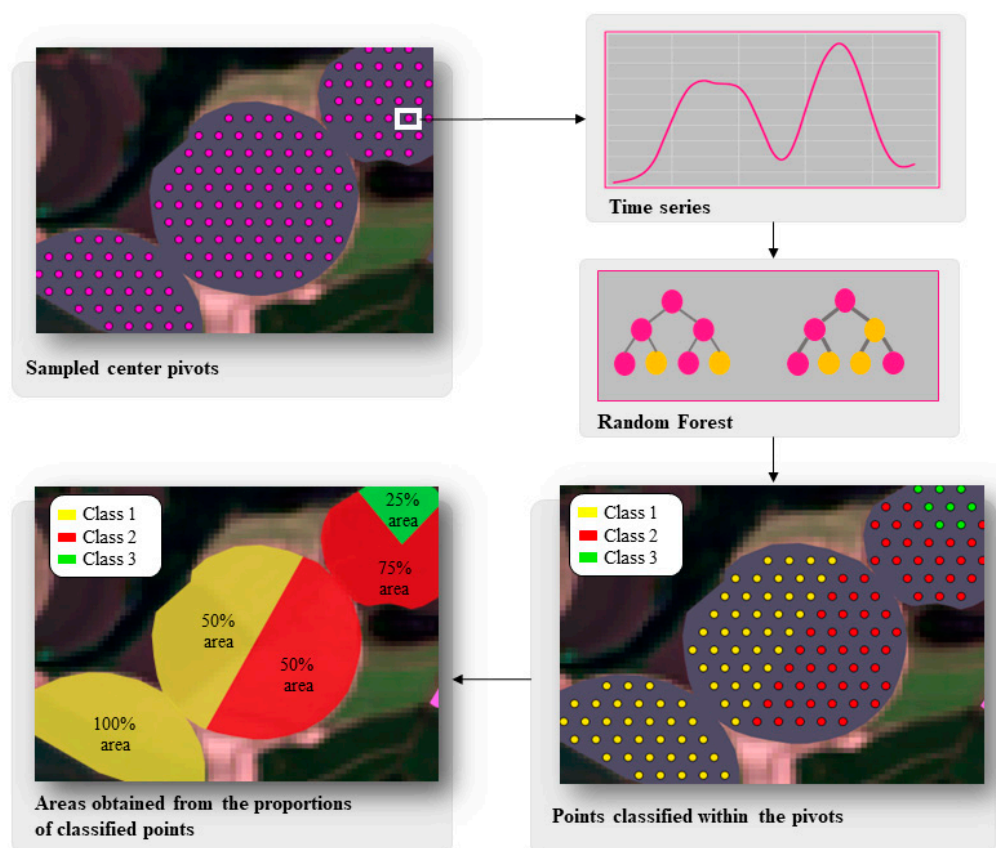 Sampled center pivots
Time series
Random Forest
Class 1
Class 2
Class 3
25%
area
75%
area
50%
area
50%
area
100%
area
Areas obtained from the proportions
of classified points
Class 1
Class 2
Class 3
Points classified within the pivots